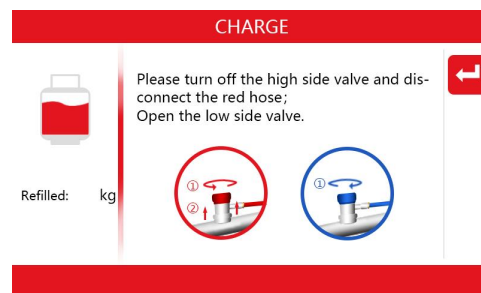 CHARGE
Please turn off the high side valve and dis-
connect the red hose;
Open the low side valve.
① ①
②
Refilled: kg